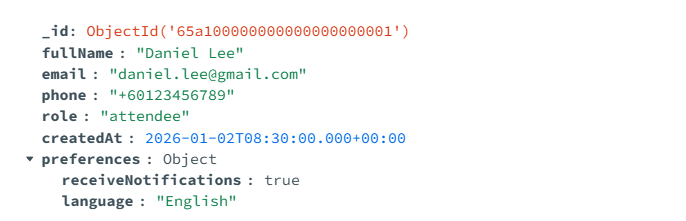 _id: ObjectId('65a100000000000000000001')
fullName : "Daniel Lee"
email : "daniel.lee@gmail.com"
phone : "+60123456789"
role : "attendee"
createdAt : 2026-01-02T08:30:00.000+00:00
preferences : Object
receiveNotifications : true
language : "English"